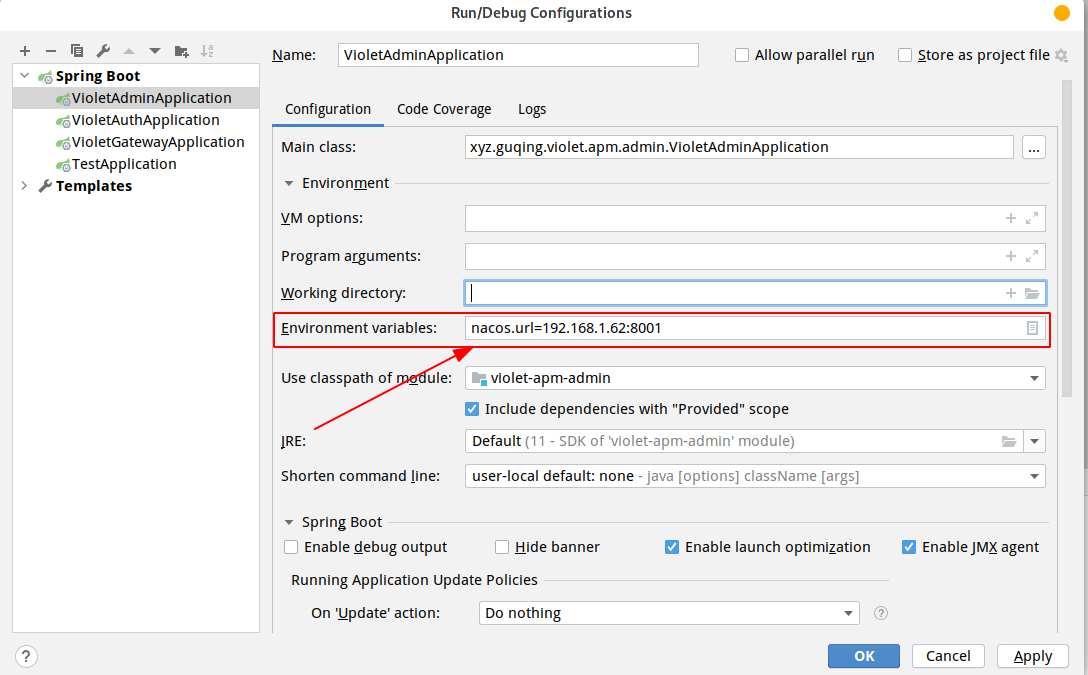 Run/Debug Configurations
Spring Boot
VioletAdminApplication
VioletAuthApplication
VioletGatewayApplication
TestApplication
Templates
Name: VioletAdminApplication Allow parallel run Store as project file
Configuration Code Coverage Logs
Main class: xyz.guqing.violet.apm.admin.VioletAdminApplication ...
Environment
VM options:
Program arguments:
Working directory:
Environment variables: nacos.url=192.168.1.62:8001
Use classpath of module: violet-apm-admin
Include dependencies with "Provided" scope
JRE: Default (11 - SDK of 'violet-apm-admin' module)
Shorten command line: user-local default: none - java [options] className [args]
Spring Boot
Enable debug output Hide banner Enable launch optimization Enable JMX agent
Running Application Update Policies
On 'Update' action: Do nothing ?
? OK Cancel Apply